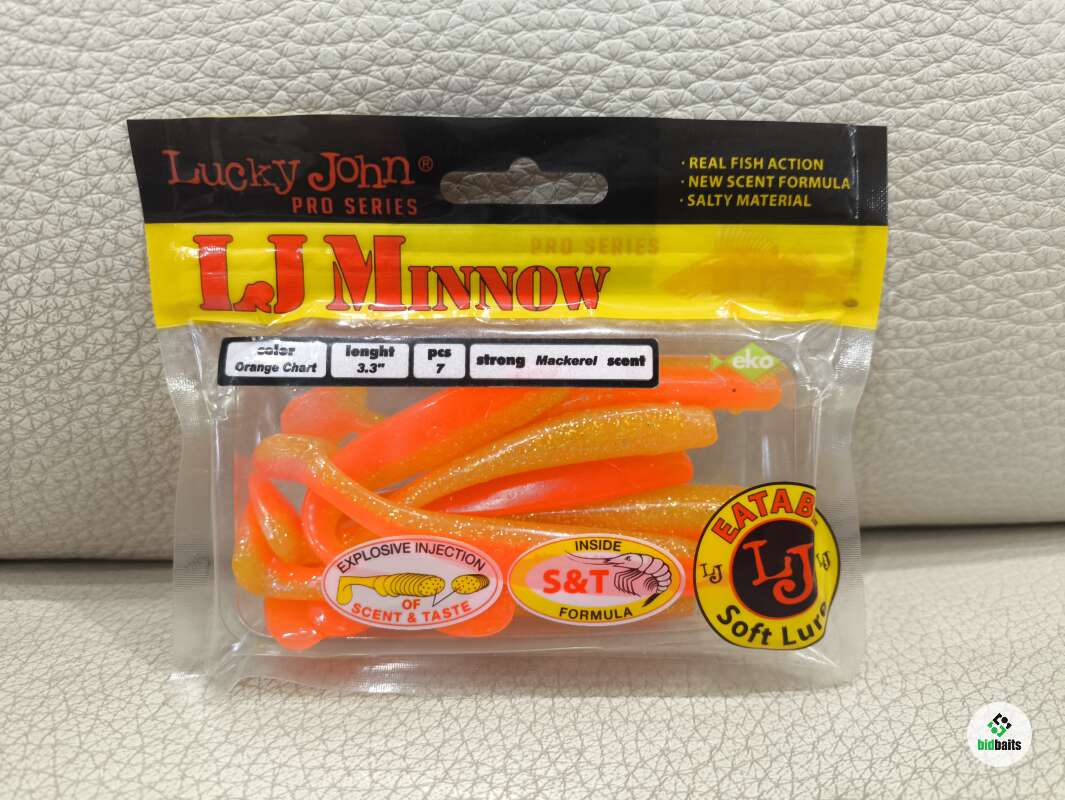 Lucky John®
PRO SERIES
· REAL FISH ACTION
· NEW SCENT FORMULA
· SALTY MATERIAL
PRO SERIES
LJ MINNOW
color
Orange Chart
lenght
3.3"
pcs
7
strong Mackerel scent
eko
EXPLOSIVE INJECTION
OF
SCENT & TASTE
INSIDE
S&T
FORMULA
EATAB
LJ
LJ
LJ
Soft Lure
bidbaits